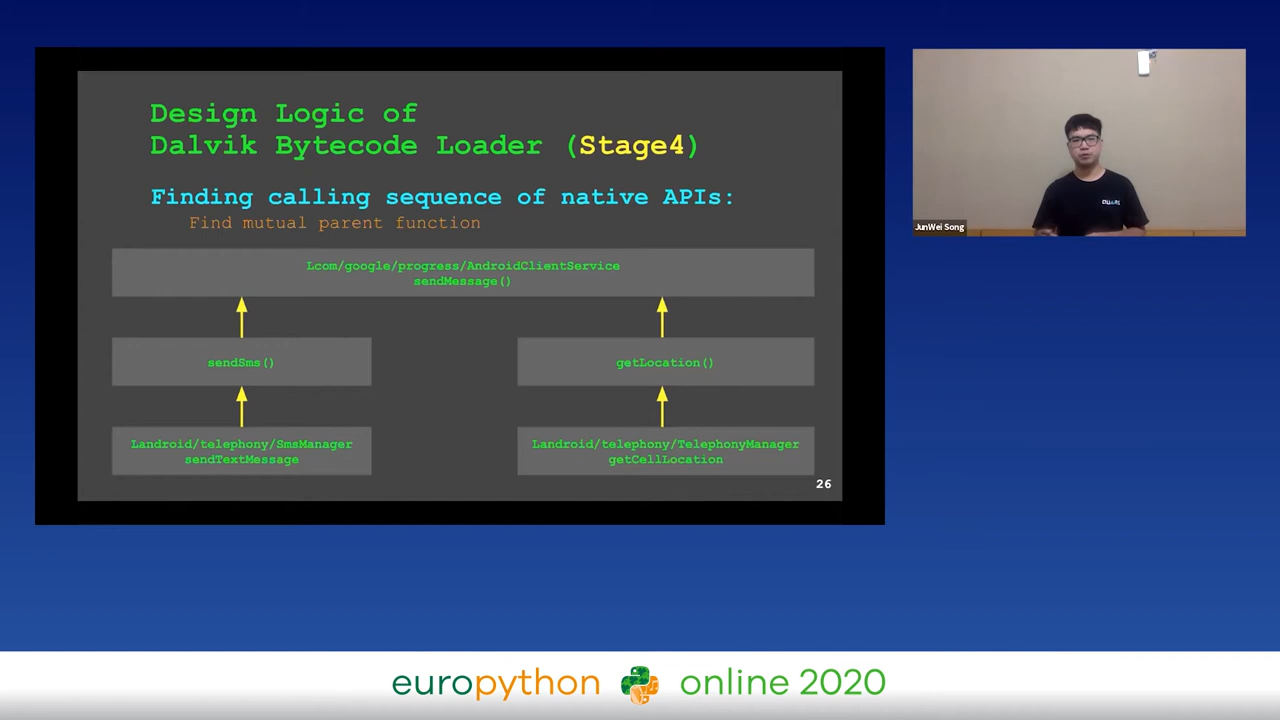 Design Logic of
Dalvik Bytecode Loader (Stage4)
Finding calling sequence of native APIs:
Find mutual parent function
Lcom/google/progress/AndroidClientService
sendMessage()
sendSms()
getLocation()
Landroid/telephony/SmsManager
sendTextMessage
Landroid/telephony/TelephonyManager
getCellLocation
26
JunWei Song
europython online 2020